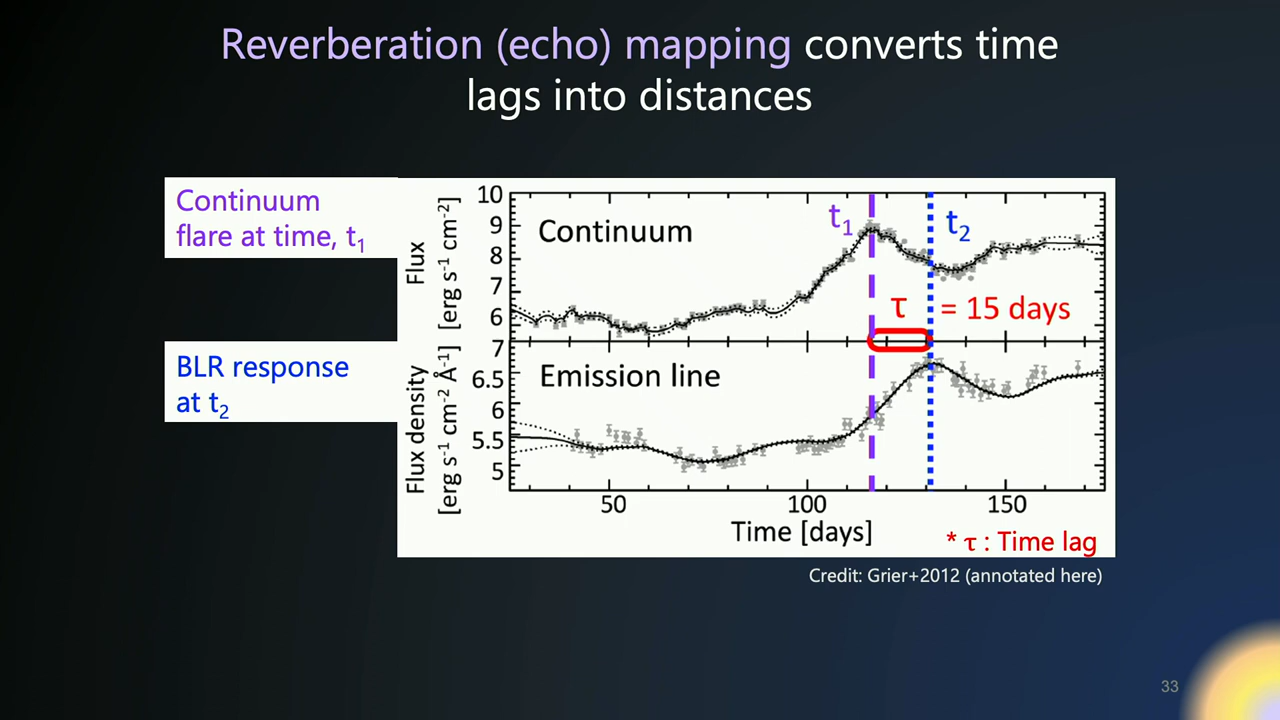 Reverberation (echo) mapping converts time
lags into distances
Continuum
flare at time, t₁
BLR response
at t₂
Flux
[erg s⁻¹ cm⁻²]
10
9
8
7
6
Continuum
t₁
t₂
τ = 15 days
Flux density
[erg s⁻¹ cm⁻² Å⁻¹]
7
6.5
6
5.5
5
Emission line
50
100
150
Time [days]
* τ : Time lag
Credit: Grier+2012 (annotated here)
33